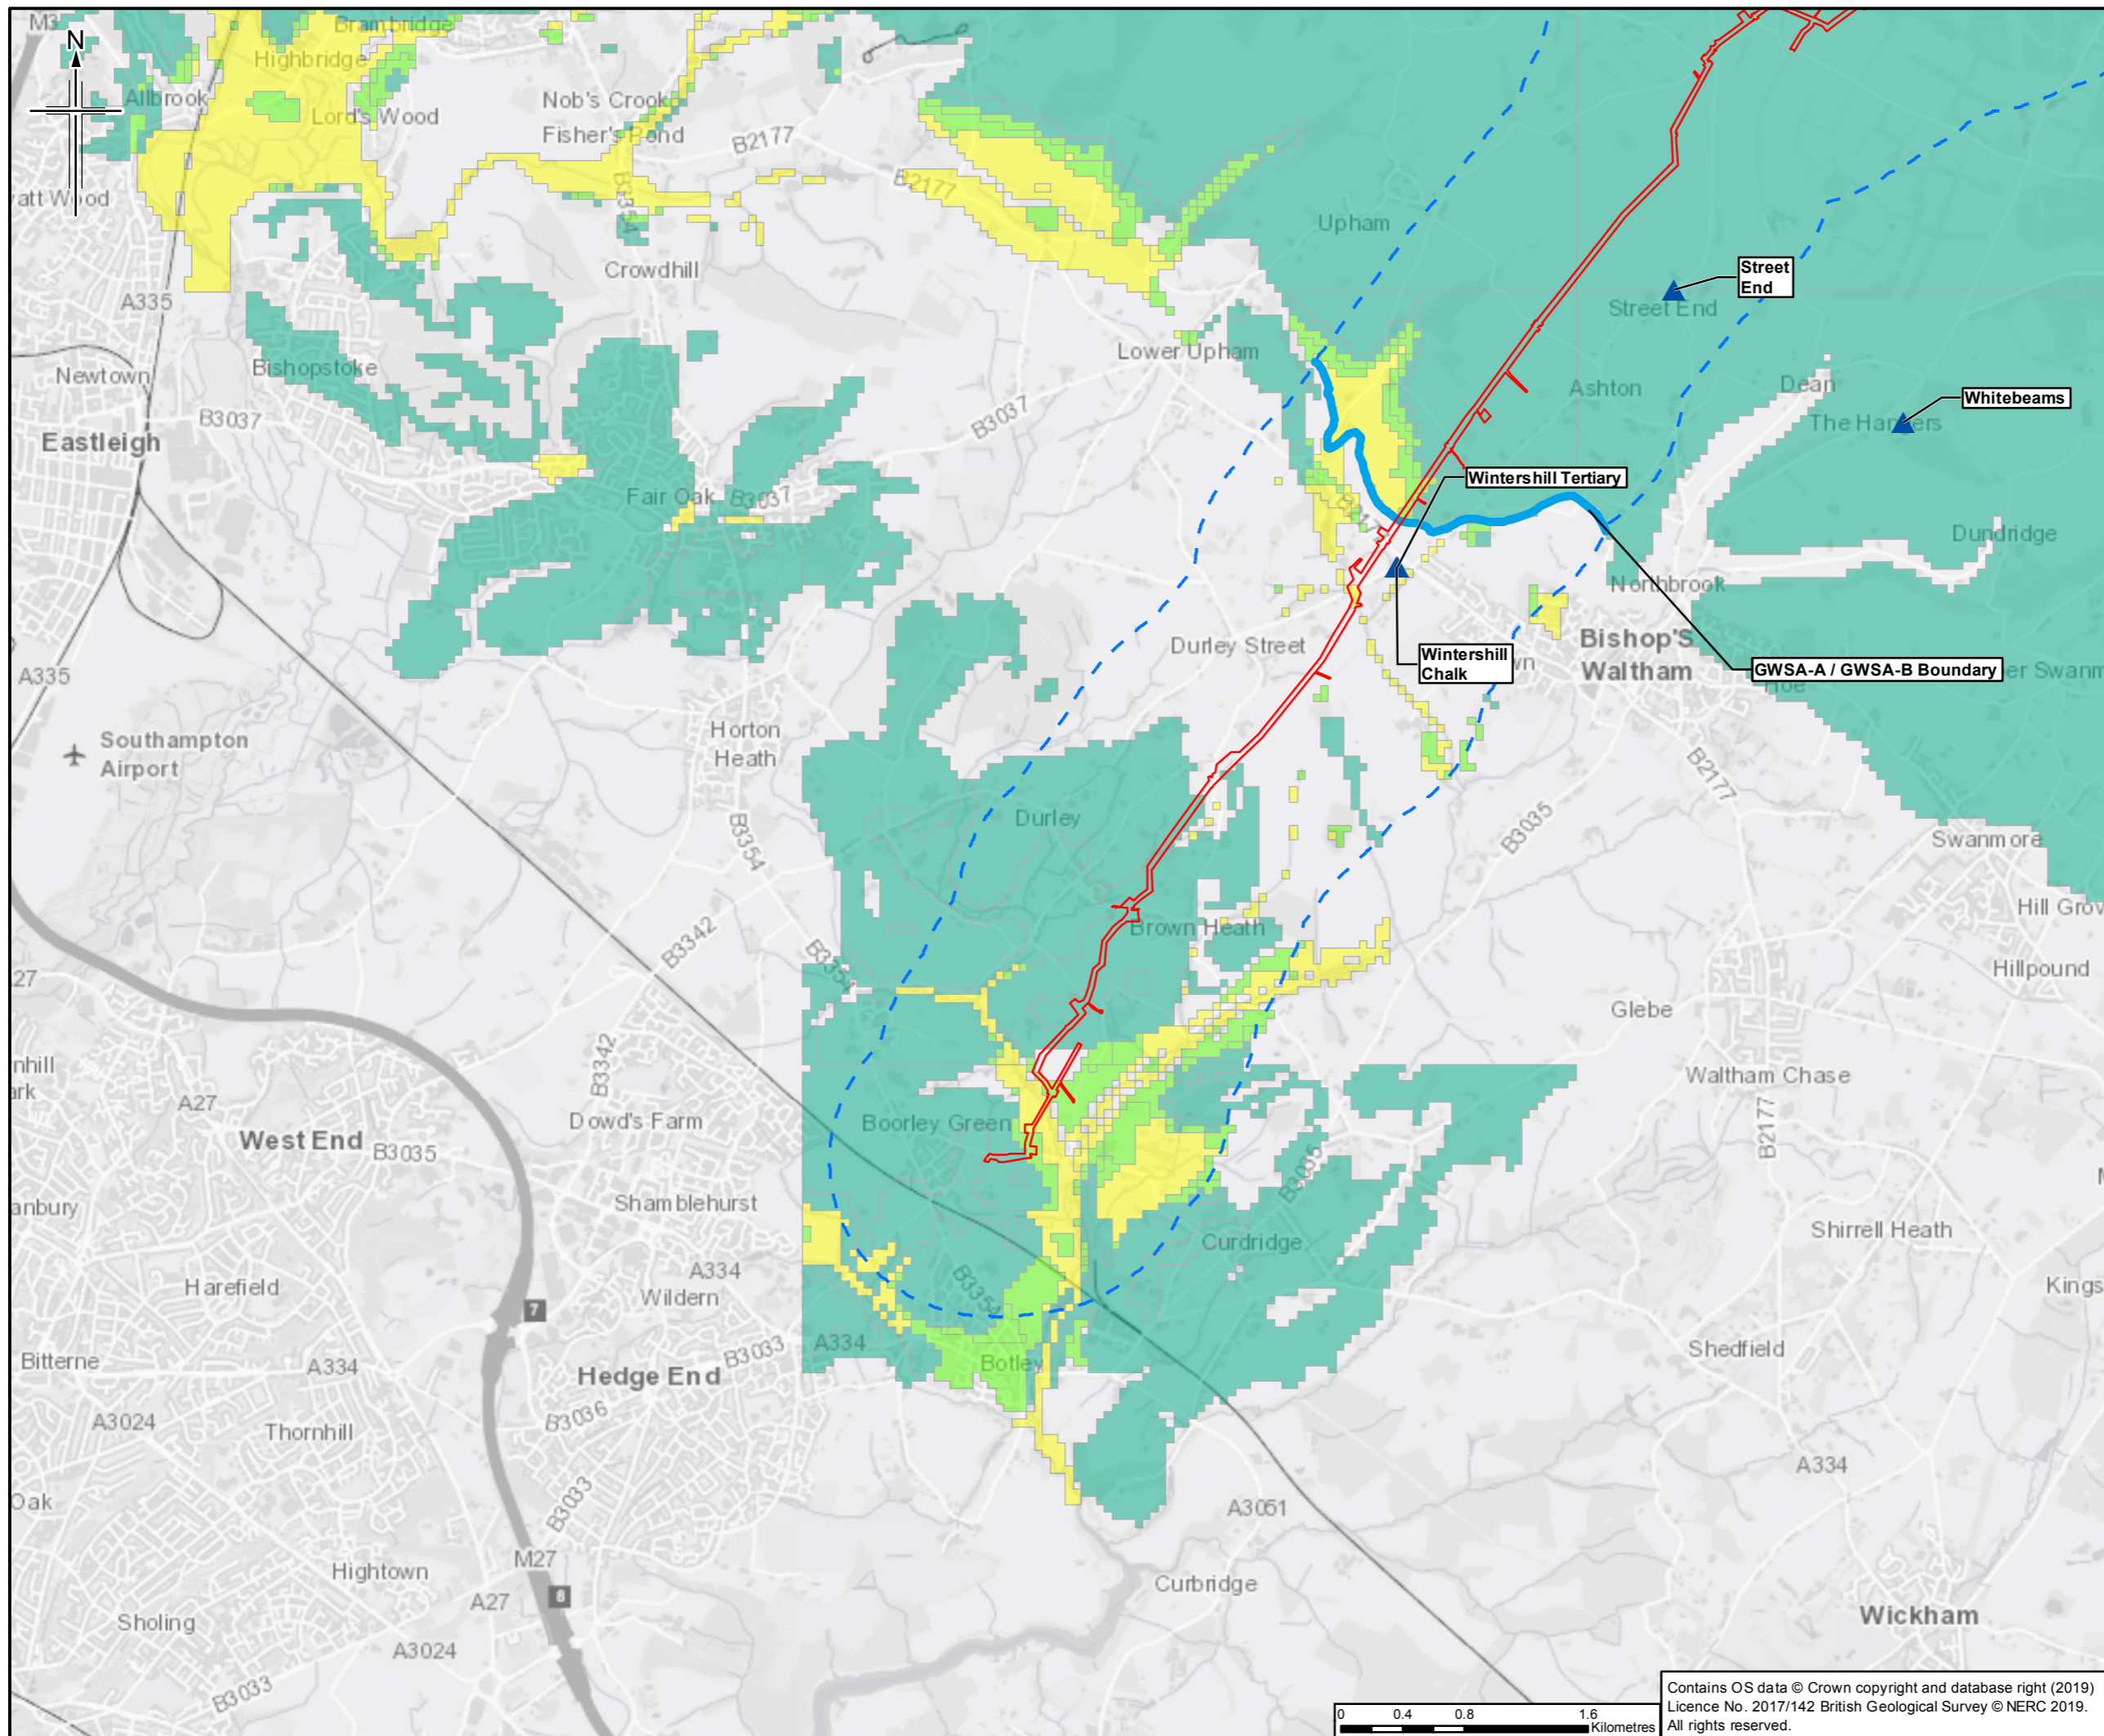 M3
Brambridge
N
Highbridge
Allbrook
Lord's Wood
Nob's Crook
Fisher's Pond
B2177
B2177
B3354
Upham
Crowdhill
A335
Street
End
Street End
Newtown
Bishopstoke
Lower Upham
Ashton
Dean
Whitebeams
B3037
B3037
Eastleigh
Wintershill Tertiary
Fair Oak
B3037
Dundridge
Northbrook
Durley Street
Wintershill
Chalk
Bishop'S
Waltham
GWSA-A / GWSA-B Boundary
A335
Horton
Heath
Southampton
Airport
B2177
Durley
B3035
B3354
Swanmore
Brown Heath
B3342
B3354
Hillpound
Glebe
B3342
Waltham Chase
A27
Dowd's Farm
Boorley Green
West End
B3035
B2177
B3035
Shamblehurst
Curdridge
Shirrell Heath
A334
Harefield
Wildern
B3354
7
A334
B3033
Shedfield
Bitterne
A334
Botley
Hedge End
A3024
B3036
Thornhill
A334
B3033
A3051
M27
Hightown
Curbridge
8
A27
Sholing
Wickham
A3024
B3033
0 0.4 0.8 1.6
Kilometres
Contains OS data © Crown copyright and database right (2019)
Licence No. 2017/142 British Geological Survey © NERC 2019.
All rights reserved.